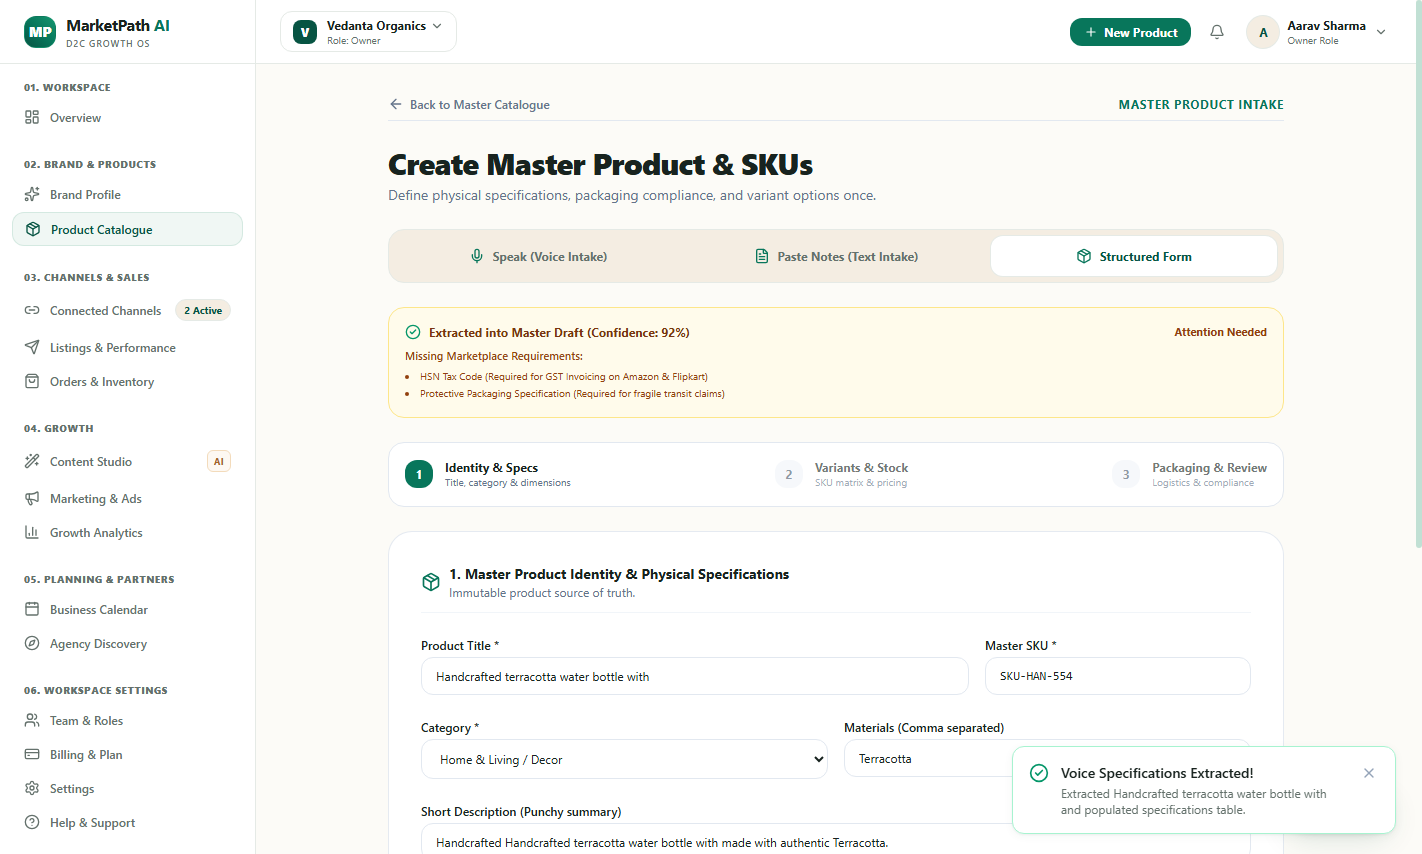 MP
MarketPath AI
D2C GROWTH OS
V
Vedanta Organics
Role: Owner
+ New Product
A
Aarav Sharma
Owner Role
01. WORKSPACE
Overview
02. BRAND & PRODUCTS
Brand Profile
Product Catalogue
03. CHANNELS & SALES
Connected Channels
2 Active
Listings & Performance
Orders & Inventory
04. GROWTH
Content Studio
AI
Marketing & Ads
Growth Analytics
05. PLANNING & PARTNERS
Business Calendar
Agency Discovery
06. WORKSPACE SETTINGS
Team & Roles
Billing & Plan
Settings
Help & Support
Back to Master Catalogue
MASTER PRODUCT INTAKE
Create Master Product & SKUs
Define physical specifications, packaging compliance, and variant options once.
Speak (Voice Intake)
Paste Notes (Text Intake)
Structured Form
Extracted into Master Draft (Confidence: 92%)
Attention Needed
Missing Marketplace Requirements:
• HSN Tax Code (Required for GST Invoicing on Amazon & Flipkart)
• Protective Packaging Specification (Required for fragile transit claims)
1
Identity & Specs
Title, category & dimensions
2
Variants & Stock
SKU matrix & pricing
3
Packaging & Review
Logistics & compliance
1. Master Product Identity & Physical Specifications
Immutable product source of truth.
Product Title *
Handcrafted terracotta water bottle with
Master SKU *
SKU-HAN-554
Category *
Home & Living / Decor
Materials (Comma separated)
Terracotta
Short Description (Punchy summary)
Handcrafted Handcrafted terracotta water bottle with made with authentic Terracotta.
Voice Specifications Extracted!
Extracted Handcrafted terracotta water bottle with
and populated specifications table.